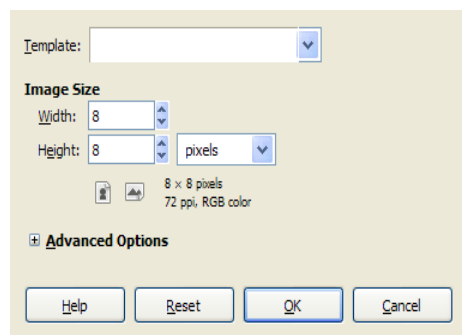 Template:
Image Size
Width: 8
Height: 8 pixels
8 × 8 pixels
72 ppi, RGB color
Advanced Options
Help Reset OK Cancel